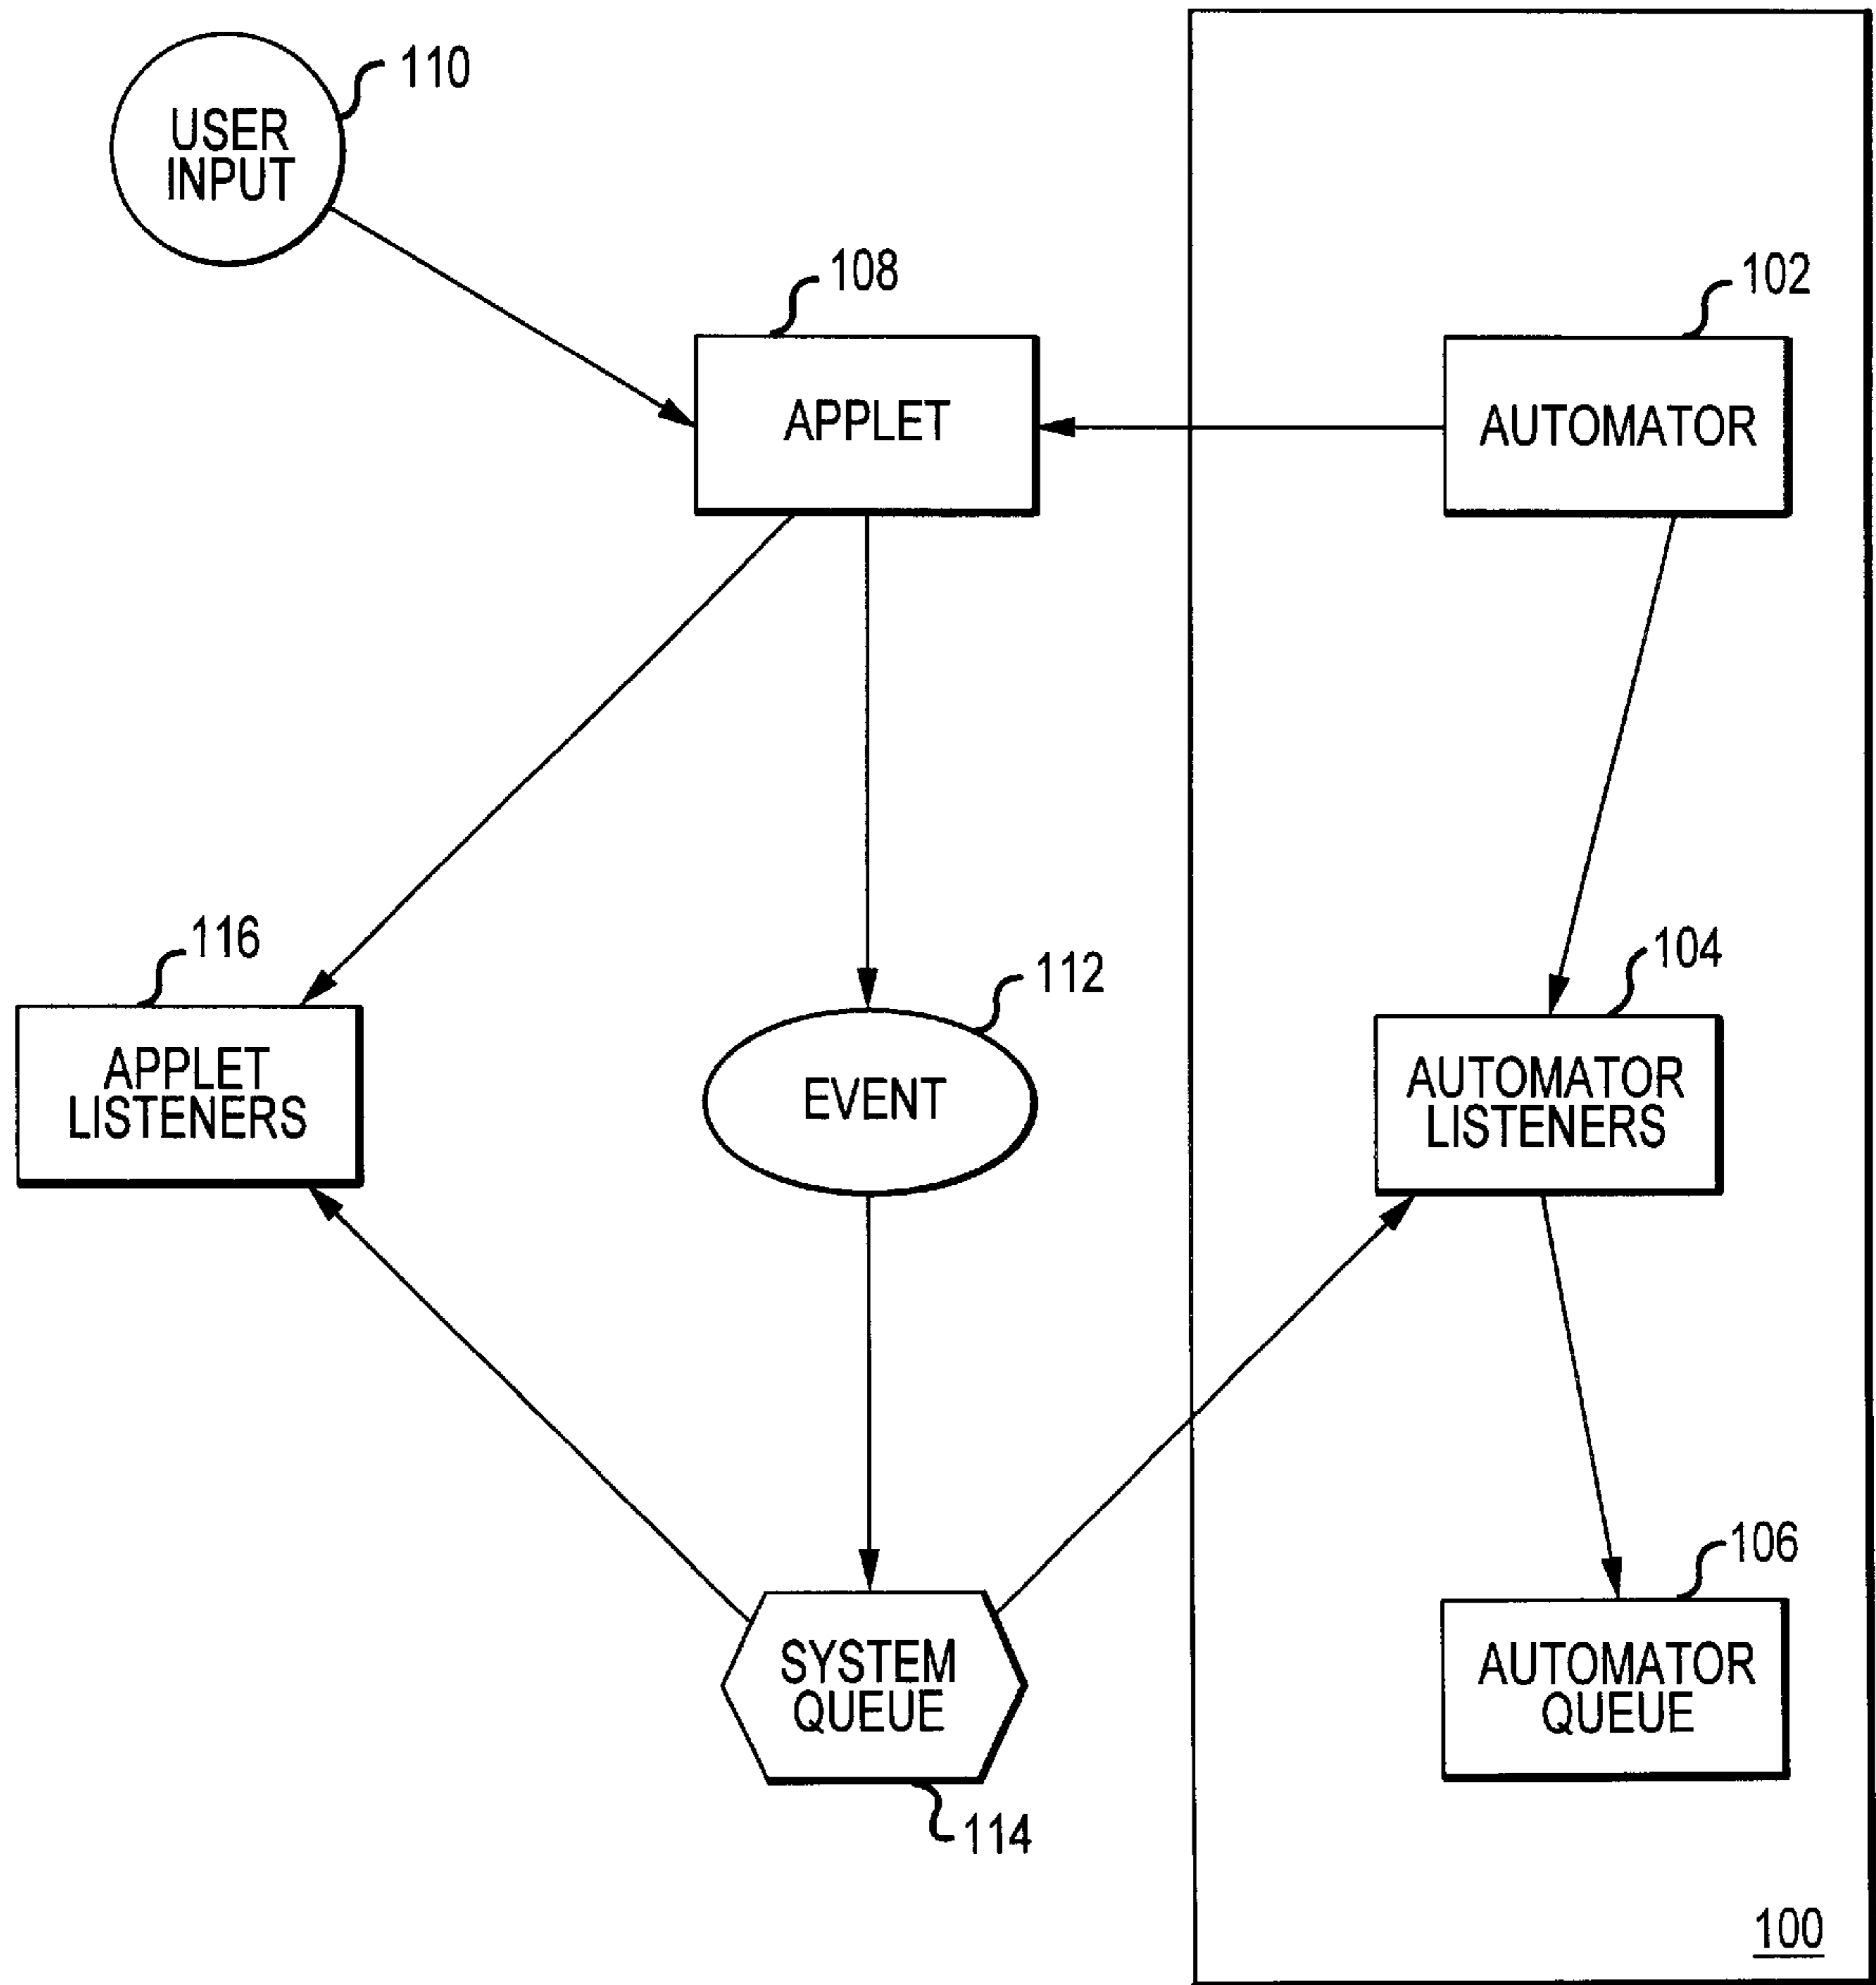 110
USER
INPUT
108
102
APPLET
AUTOMATOR
116
104
112
APPLET
LISTENERS
EVENT
AUTOMATOR
LISTENERS
106
SYSTEM
QUEUE
AUTOMATOR
QUEUE
114
100